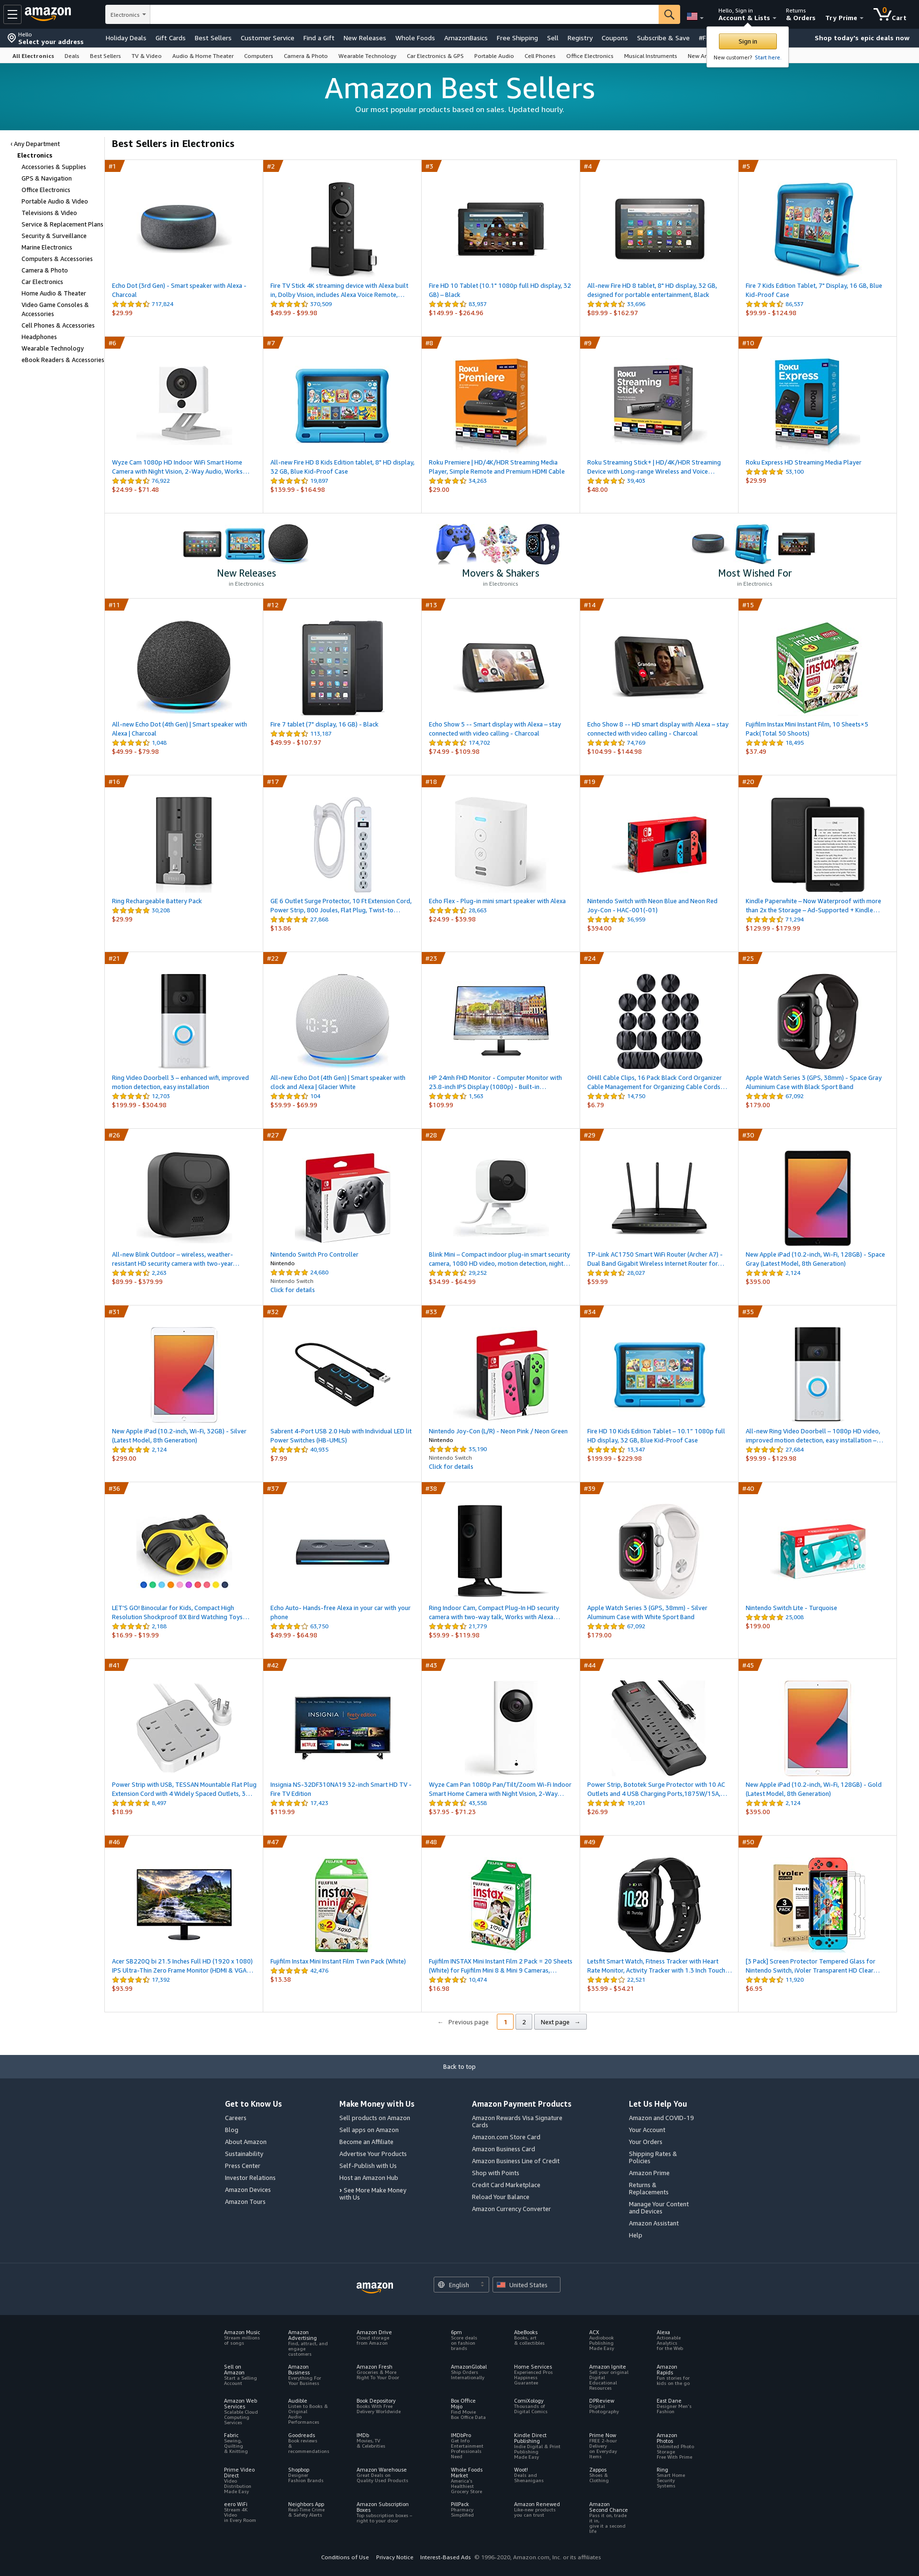 Electronics
Hello
Select your address
Hello, Sign in
Account & Lists
Returns
& Orders
Try Prime
0
Cart
Holiday Deals Gift Cards Best Sellers Customer Service Find a Gift New Releases Whole Foods AmazonBasics Free Shipping Sell Registry Coupons Subscribe & Save
Shop today's epic deals now
Sign in
New customer? Start here.
All Electronics Deals Best Sellers TV & Video Audio & Home Theater Computers Camera & Photo Wearable Technology Car Electronics & GPS Portable Audio Cell Phones Office Electronics Musical Instruments
Amazon Best Sellers
Our most popular products based on sales. Updated hourly.
‹ Any Department
Electronics
Accessories & Supplies
GPS & Navigation
Office Electronics
Portable Audio & Video
Televisions & Video
Service & Replacement Plans
Security & Surveillance
Marine Electronics
Computers & Accessories
Camera & Photo
Car Electronics
Home Audio & Theater
Video Game Consoles &
Accessories
Cell Phones & Accessories
Headphones
Wearable Technology
eBook Readers & Accessories
Best Sellers in Electronics
#1
Echo Dot (3rd Gen) - Smart speaker with Alexa -
Charcoal
717,824
$29.99
#2
Fire TV Stick 4K streaming device with Alexa built
in, Dolby Vision, includes Alexa Voice Remote,…
370,509
$49.99 - $99.98
#3
Fire HD 10 Tablet (10.1" 1080p full HD display, 32
GB) – Black
83,957
$149.99 - $264.96
#4
All-new Fire HD 8 tablet, 8" HD display, 32 GB,
designed for portable entertainment, Black
33,696
$89.99 - $162.97
#5
Fire 7 Kids Edition Tablet, 7" Display, 16 GB, Blue
Kid-Proof Case
86,537
$99.99 - $124.98
#6
Wyze Cam 1080p HD Indoor WiFi Smart Home
Camera with Night Vision, 2-Way Audio, Works…
76,922
$24.99 - $71.48
#7
All-new Fire HD 8 Kids Edition tablet, 8" HD display,
32 GB, Blue Kid-Proof Case
19,897
$139.99 - $164.98
#8
Roku Premiere | HD/4K/HDR Streaming Media
Player, Simple Remote and Premium HDMI Cable
34,263
$29.00
#9
Roku Streaming Stick+ | HD/4K/HDR Streaming
Device with Long-range Wireless and Voice…
39,403
$48.00
#10
Roku Express HD Streaming Media Player
53,100
$29.99
New Releases
in Electronics
Movers & Shakers
in Electronics
Most Wished For
in Electronics
#11
All-new Echo Dot (4th Gen) | Smart speaker with
Alexa | Charcoal
1,048
$49.99 - $79.98
#12
Fire 7 tablet (7" display, 16 GB) - Black
113,187
$49.99 - $107.97
#13
Echo Show 5 -- Smart display with Alexa – stay
connected with video calling - Charcoal
174,702
$74.99 - $109.98
#14
Echo Show 8 -- HD smart display with Alexa – stay
connected with video calling - Charcoal
74,769
$104.99 - $144.98
#15
Fujifilm Instax Mini Instant Film, 10 Sheets×5
Pack(Total 50 Shoots)
18,495
$37.49
#16
Ring Rechargeable Battery Pack
30,208
$29.99
#17
GE 6 Outlet Surge Protector, 10 Ft Extension Cord,
Power Strip, 800 Joules, Flat Plug, Twist-to…
27,868
$13.86
#18
Echo Flex - Plug-in mini smart speaker with Alexa
28,663
$24.99 - $39.98
#19
Nintendo Switch with Neon Blue and Neon Red
Joy-Con - HAC-001(-01)
36,959
$394.00
#20
Kindle Paperwhite – Now Waterproof with more
than 2x the Storage – Ad-Supported + Kindle…
71,294
$129.99 - $179.99
#21
Ring Video Doorbell 3 – enhanced wifi, improved
motion detection, easy installation
12,703
$199.99 - $304.98
#22
All-new Echo Dot (4th Gen) | Smart speaker with
clock and Alexa | Glacier White
104
$59.99 - $69.99
#23
HP 24mh FHD Monitor - Computer Monitor with
23.8-inch IPS Display (1080p) - Built-in…
1,563
$109.99
#24
OHill Cable Clips, 16 Pack Black Cord Organizer
Cable Management for Organizing Cable Cords…
14,750
$6.79
#25
Apple Watch Series 3 (GPS, 38mm) - Space Gray
Aluminium Case with Black Sport Band
67,092
$179.00
#26
All-new Blink Outdoor – wireless, weather-
resistant HD security camera with two-year…
2,263
$89.99 - $379.99
#27
Nintendo Switch Pro Controller
Nintendo
24,660
Nintendo Switch
Click for details
#28
Blink Mini – Compact indoor plug-in smart security
camera, 1080 HD video, motion detection, night…
29,252
$34.99 - $64.99
#29
TP-Link AC1750 Smart WiFi Router (Archer A7) -
Dual Band Gigabit Wireless Internet Router for…
28,027
$59.99
#30
New Apple iPad (10.2-inch, Wi-Fi, 128GB) - Space
Gray (Latest Model, 8th Generation)
2,124
$395.00
#31
New Apple iPad (10.2-inch, Wi-Fi, 32GB) - Silver
(Latest Model, 8th Generation)
2,124
$299.00
#32
Sabrent 4-Port USB 2.0 Hub with Individual LED lit
Power Switches (HB-UMLS)
40,935
$7.99
#33
Nintendo Joy-Con (L/R) - Neon Pink / Neon Green
Nintendo
35,190
Nintendo Switch
Click for details
#34
Fire HD 10 Kids Edition Tablet – 10.1" 1080p full
HD display, 32 GB, Blue Kid-Proof Case
13,347
$199.99 - $229.98
#35
All-new Ring Video Doorbell – 1080p HD video,
improved motion detection, easy installation –…
27,684
$99.99 - $129.98
#36
LET'S GO! Binocular for Kids, Compact High
Resolution Shockproof 8X Bird Watching Toys…
2,188
$16.99 - $19.99
#37
Echo Auto- Hands-free Alexa in your car with your
phone
63,750
$49.99 - $64.98
#38
Ring Indoor Cam, Compact Plug-In HD security
camera with two-way talk, Works with Alexa…
21,779
$59.99 - $119.98
#39
Apple Watch Series 3 (GPS, 38mm) - Silver
Aluminum Case with White Sport Band
67,092
$179.00
#40
Nintendo Switch Lite - Turquoise
25,008
$199.00
#41
Power Strip with USB, TESSAN Mountable Flat Plug
Extension Cord with 4 Widely Spaced Outlets, 3…
8,497
$18.99
#42
Insignia NS-32DF310NA19 32-inch Smart HD TV -
Fire TV Edition
17,423
$119.99
#43
Wyze Cam Pan 1080p Pan/Tilt/Zoom Wi-Fi Indoor
Smart Home Camera with Night Vision, 2-Way…
43,558
$37.95 - $71.23
#44
Power Strip, Bototek Surge Protector with 10 AC
Outlets and 4 USB Charging Ports,1875W/15A,…
19,201
$26.99
#45
New Apple iPad (10.2-inch, Wi-Fi, 128GB) - Gold
(Latest Model, 8th Generation)
2,124
$395.00
#46
Acer SB220Q bi 21.5 Inches Full HD (1920 x 1080)
IPS Ultra-Thin Zero Frame Monitor (HDMI & VGA…
17,392
$93.99
#47
Fujifilm Instax Mini Instant Film Twin Pack (White)
42,476
$13.38
#48
Fujifilm INSTAX Mini Instant Film 2 Pack = 20 Sheets
(White) for Fujifilm Mini 8 & Mini 9 Cameras,…
10,474
$16.98
#49
Letsfit Smart Watch, Fitness Tracker with Heart
Rate Monitor, Activity Tracker with 1.3 Inch Touch…
22,521
$35.99 - $54.21
#50
[3 Pack] Screen Protector Tempered Glass for
Nintendo Switch, iVoler Transparent HD Clear…
11,920
$6.95
← Previous page 1 2 Next page →
Back to top
Get to Know Us
Careers
Blog
About Amazon
Sustainability
Press Center
Investor Relations
Amazon Devices
Amazon Tours
Make Money with Us
Sell products on Amazon
Sell apps on Amazon
Become an Affiliate
Advertise Your Products
Self-Publish with Us
Host an Amazon Hub
› See More Make Money
with Us
Amazon Payment Products
Amazon Rewards Visa Signature
Cards
Amazon.com Store Card
Amazon Business Card
Amazon Business Line of Credit
Shop with Points
Credit Card Marketplace
Reload Your Balance
Amazon Currency Converter
Let Us Help You
Amazon and COVID-19
Your Account
Your Orders
Shipping Rates &
Policies
Amazon Prime
Returns &
Replacements
Manage Your Content
and Devices
Amazon Assistant
Help
amazon
English
United States
Amazon Music
Stream millions
of songs
Amazon
Advertising
Find, attract, and
engage
customers
Amazon Drive
Cloud storage
from Amazon
6pm
Score deals
on fashion
brands
AbeBooks
Books, art
& collectibles
ACX
Audiobook
Publishing
Made Easy
Alexa
Actionable
Analytics
for the Web
Sell on
Amazon
Start a Selling
Account
Amazon
Business
Everything For
Your Business
Amazon Fresh
Groceries & More
Right To Your Door
AmazonGlobal
Ship Orders
Internationally
Home Services
Experienced Pros
Happiness
Guarantee
Amazon Ignite
Sell your original
Digital
Educational
Resources
Amazon
Rapids
Fun stories for
kids on the go
Amazon Web
Services
Scalable Cloud
Computing
Services
Audible
Listen to Books &
Original
Audio
Performances
Book Depository
Books With Free
Delivery Worldwide
Box Office
Mojo
Find Movie
Box Office Data
ComiXology
Thousands of
Digital Comics
DPReview
Digital
Photography
East Dane
Designer Men's
Fashion
Fabric
Sewing,
Quilting
& Knitting
Goodreads
Book reviews
&
recommendations
IMDb
Movies, TV
& Celebrities
IMDbPro
Get Info
Entertainment
Professionals
Need
Kindle Direct
Publishing
Indie Digital & Print
Publishing
Made Easy
Prime Now
FREE 2-hour
Delivery
on Everyday
Items
Amazon
Photos
Unlimited Photo
Storage
Free With Prime
Prime Video
Direct
Video
Distribution
Made Easy
Shopbop
Designer
Fashion Brands
Amazon Warehouse
Great Deals on
Quality Used Products
Whole Foods
Market
America's
Healthiest
Grocery Store
Woot!
Deals and
Shenanigans
Zappos
Shoes &
Clothing
Ring
Smart Home
Security
Systems
eero WiFi
Stream 4K
Video
in Every Room
Neighbors App
Real-Time Crime
& Safety Alerts
Amazon Subscription
Boxes
Top subscription boxes –
right to your door
PillPack
Pharmacy
Simplified
Amazon Renewed
Like-new products
you can trust
Amazon
Second Chance
Pass it on, trade
it in,
give it a second
life
Conditions of Use Privacy Notice Interest-Based Ads © 1996-2020, Amazon.com, Inc. or its affiliates